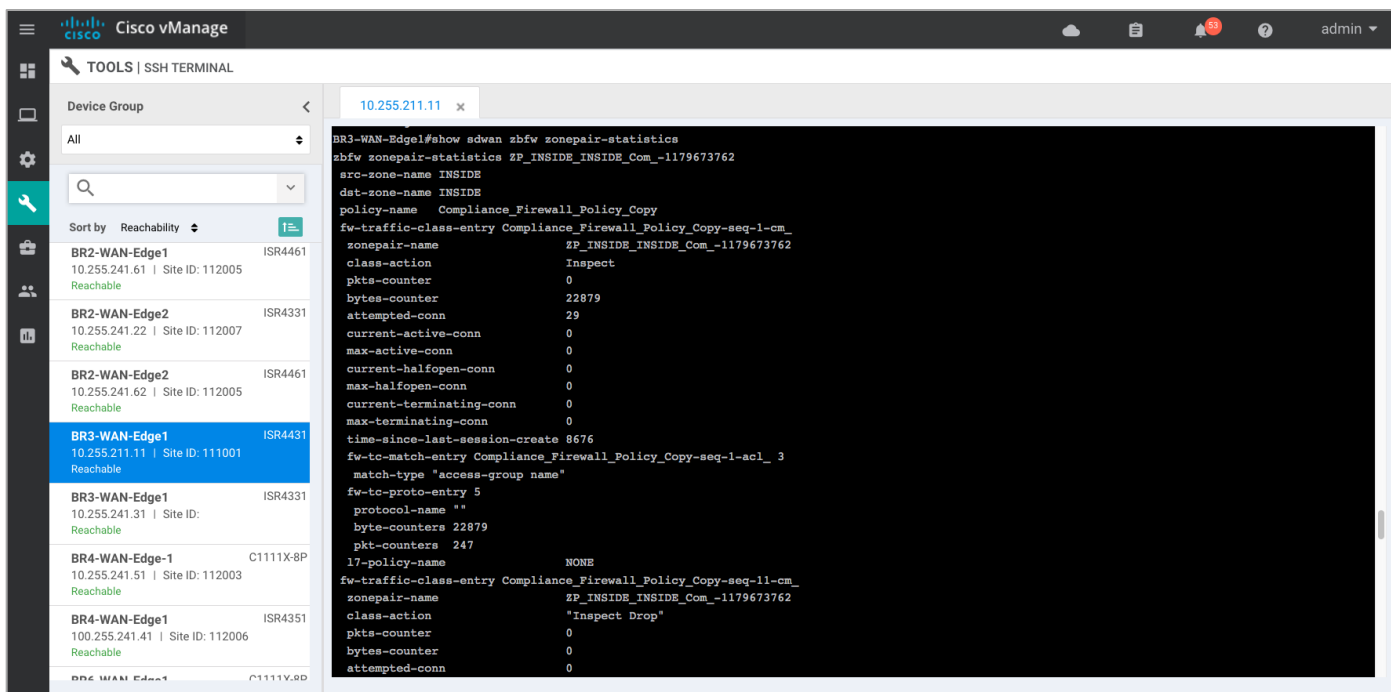 cisco Cisco vManage
53
admin
TOOLS | SSH TERMINAL
Device Group
All
Sort by Reachability
BR2-WAN-Edge1 ISR4461
10.255.241.61 | Site ID: 112005
Reachable
BR2-WAN-Edge2 ISR4331
10.255.241.22 | Site ID: 112007
Reachable
BR2-WAN-Edge2 ISR4461
10.255.241.62 | Site ID: 112005
Reachable
BR3-WAN-Edge1 ISR4431
10.255.211.11 | Site ID: 111001
Reachable
BR3-WAN-Edge1 ISR4331
10.255.241.31 | Site ID:
Reachable
BR4-WAN-Edge-1 C1111X-8P
10.255.241.51 | Site ID: 112003
Reachable
BR4-WAN-Edge1 ISR4351
100.255.241.41 | Site ID: 112006
Reachable
BR6-WAN-Edge1 C1111X-8P
10.255.211.11 x
BR3-WAN-Edge1#show sdwan zbfw zonepair-statistics
zbfw zonepair-statistics ZP_INSIDE_INSIDE_Com_-1179673762
src-zone-name INSIDE
dst-zone-name INSIDE
policy-name Compliance_Firewall_Policy_Copy
fw-traffic-class-entry Compliance_Firewall_Policy_Copy-seq-1-cm_
zonepair-name ZP_INSIDE_INSIDE_Com_-1179673762
class-action Inspect
pkts-counter 0
bytes-counter 22879
attempted-conn 29
current-active-conn 0
max-active-conn 0
current-halfopen-conn 0
max-halfopen-conn 0
current-terminating-conn 0
max-terminating-conn 0
time-since-last-session-create 8676
fw-tc-match-entry Compliance_Firewall_Policy_Copy-seq-1-acl_ 3
match-type "access-group name"
fw-tc-proto-entry 5
protocol-name ""
byte-counters 22879
pkt-counters 247
l7-policy-name NONE
fw-traffic-class-entry Compliance_Firewall_Policy_Copy-seq-11-cm_
zonepair-name ZP_INSIDE_INSIDE_Com_-1179673762
class-action "Inspect Drop"
pkts-counter 0
bytes-counter 0
attempted-conn 0